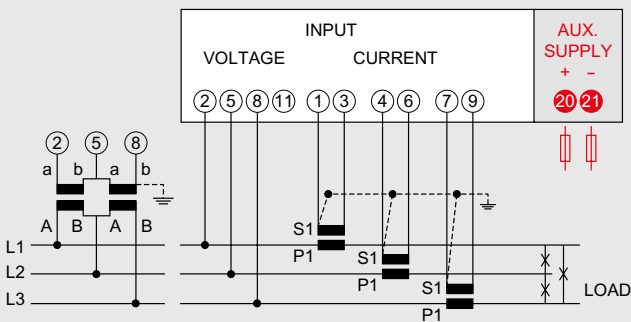 INPUT
AUX.
SUPPLY
VOLTAGE CURRENT
+ –
2 5 8 11 1 3 4 6 7 9 20 21
2 5 8
a b a b
A B A B
S1
P1
S1
P1
S1
P1
L1
L2
L3
LOAD